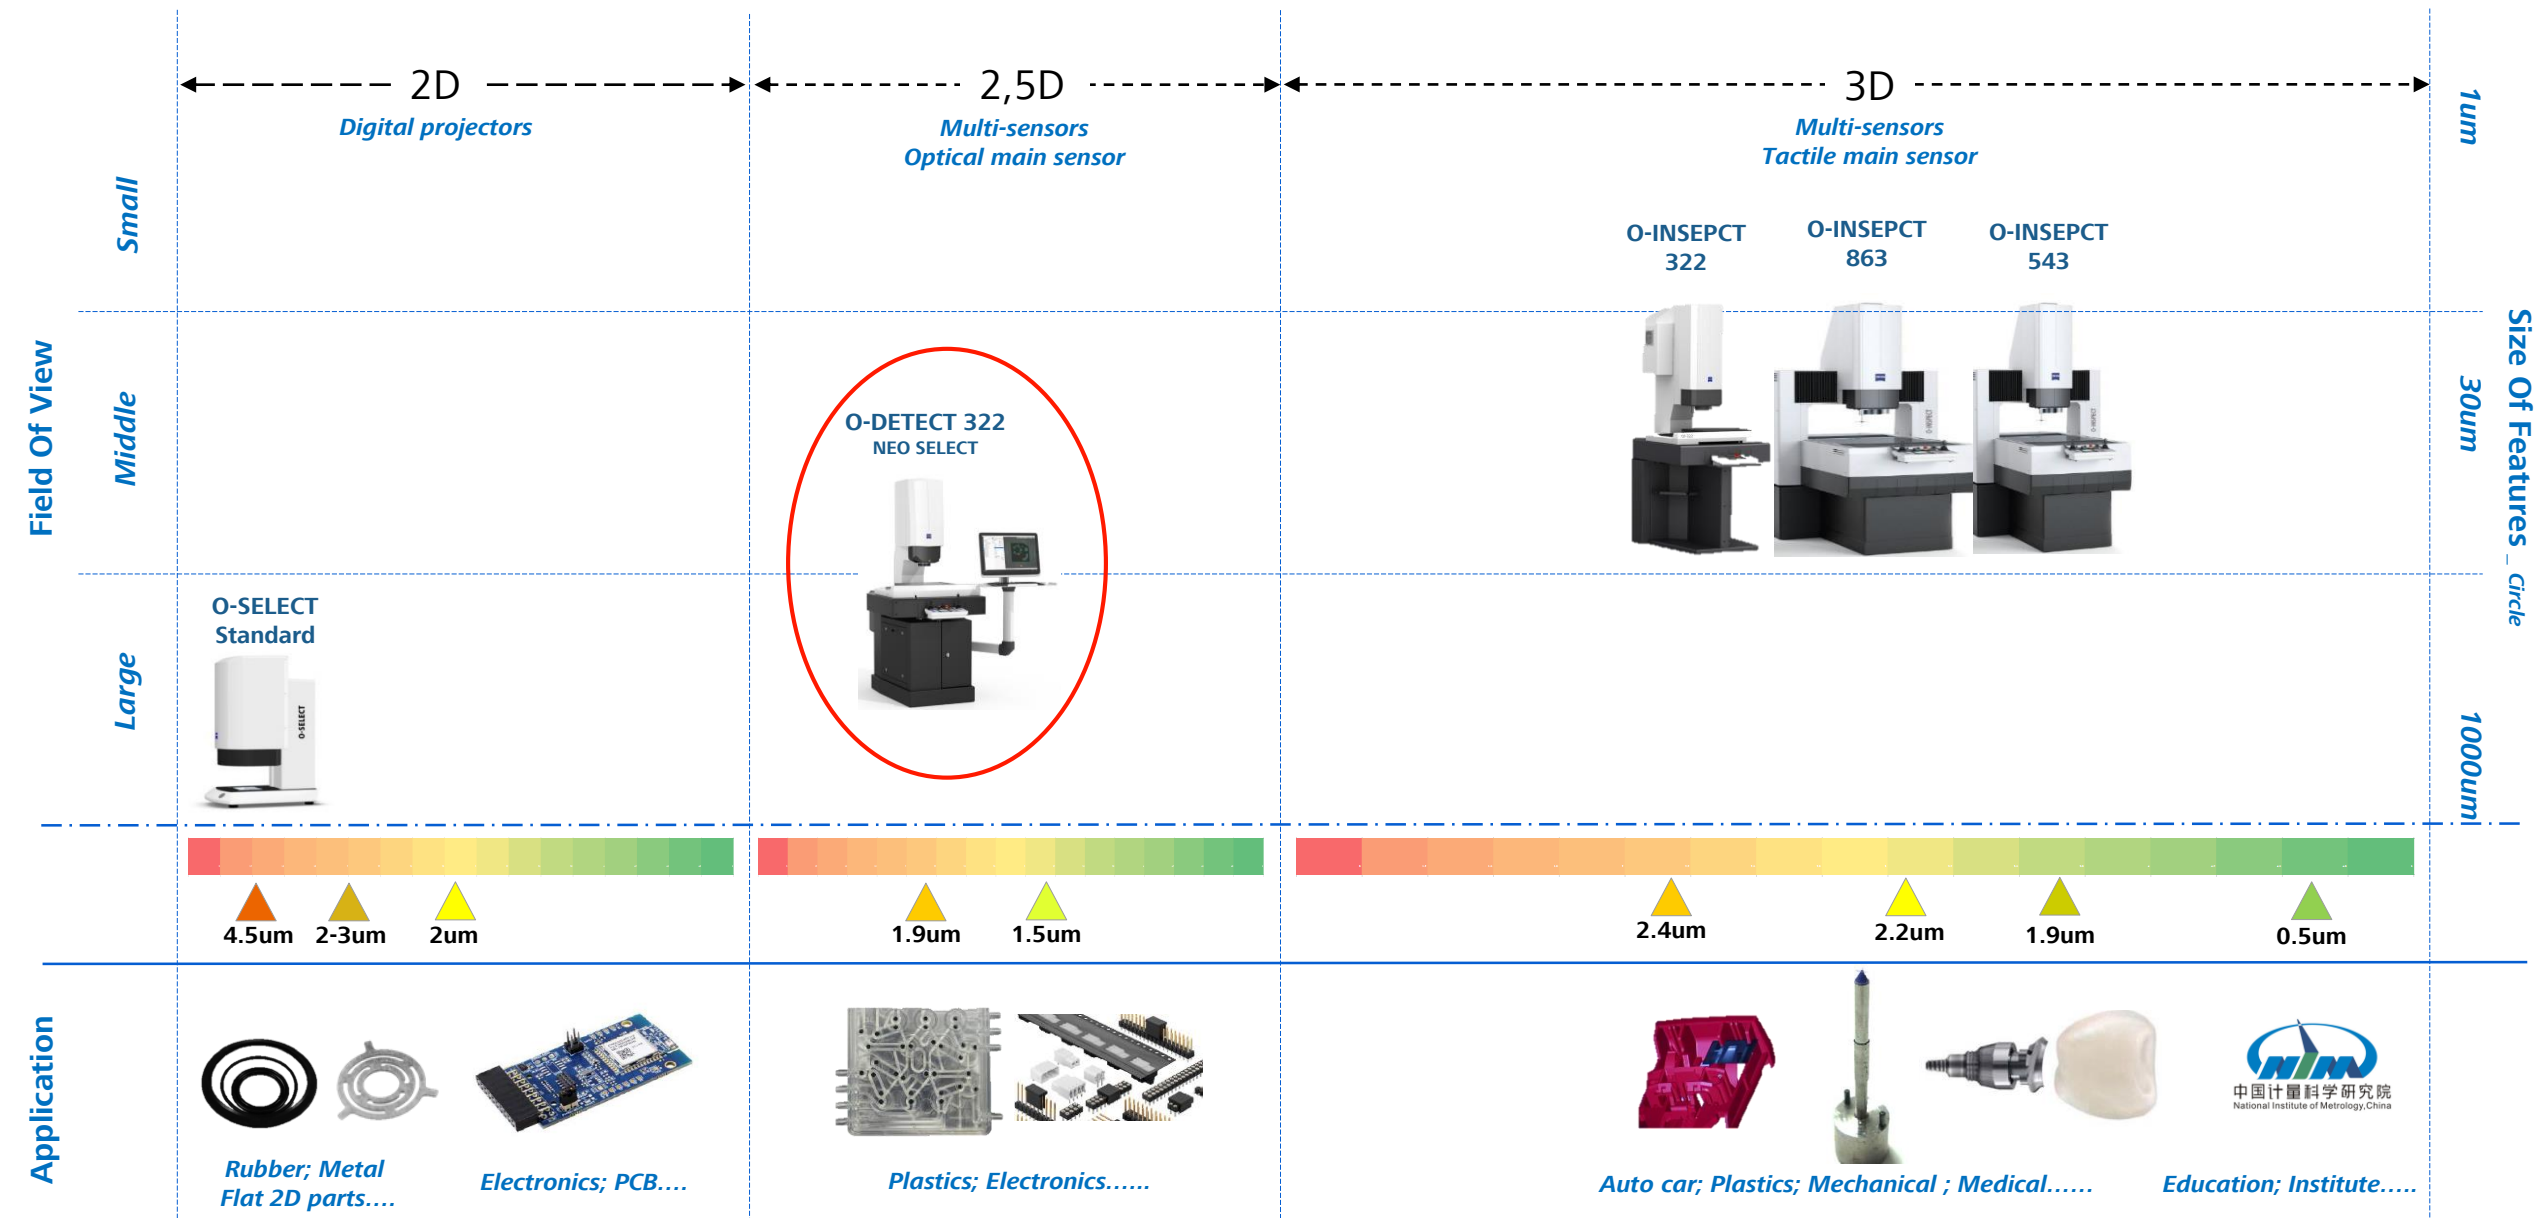 2D
2,5D
3D
Digital projectors
Multi-sensors
Optical main sensor
Multi-sensors
Tactile main sensor
1um
Small
O-INSEPCT
322
O-INSEPCT
863
O-INSEPCT
543
Field Of View
Middle
O-DETECT 322
NEO SELECT
O-INSPECT
O-INSPECT
30um
Size Of Features _ Circle
Large
O-SELECT
Standard
O-SELECT
1000um
4.5um
2-3um
2um
1.9um
1.5um
2.4um
2.2um
1.9um
0.5um
Application
中国计量科学研究院
National Institute of Metrology,China
Rubber; Metal
Flat 2D parts....
Electronics; PCB....
Plastics; Electronics......
Auto car; Plastics; Mechanical ; Medical......
Education; Institute.....